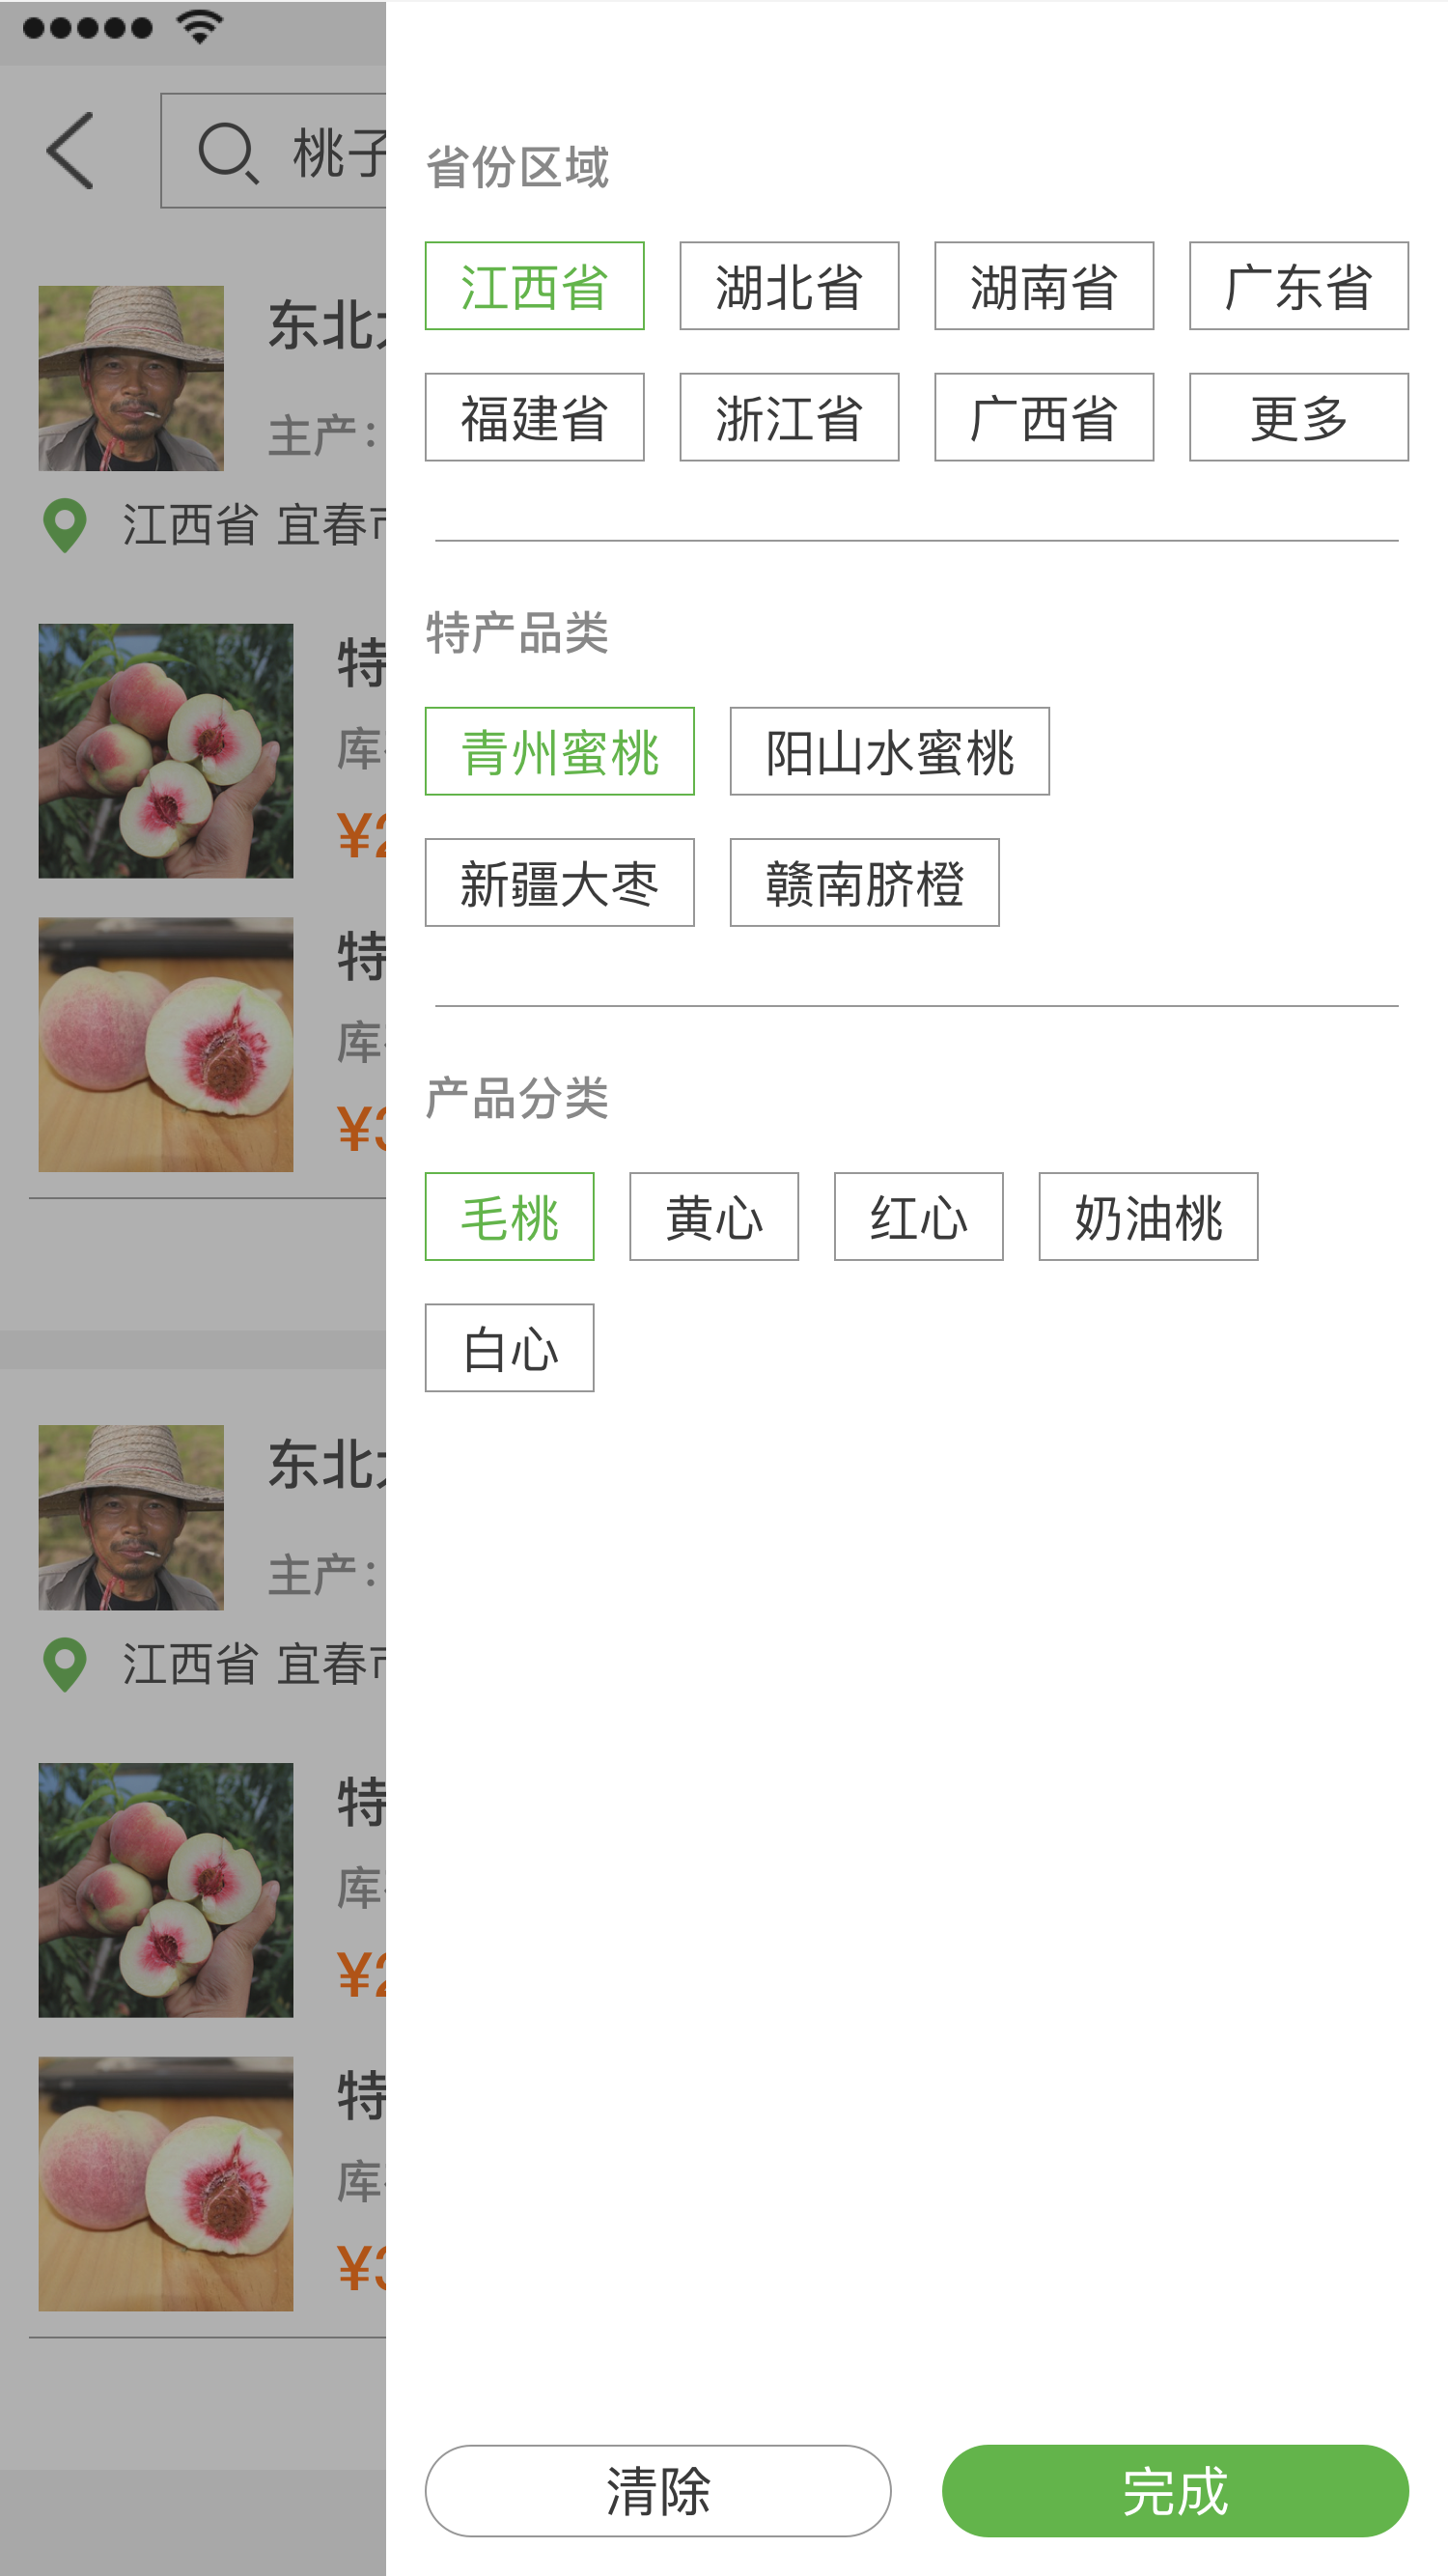 桃子
东北
主产：
江西省 宜春市
特
库
¥2
特
库
¥3
东北
主产：
江西省 宜春市
特
库
¥2
特
库
¥3
省份区域
江西省 湖北省 湖南省 广东省
福建省 浙江省 广西省 更多
特产品类
青州蜜桃 阳山水蜜桃
新疆大枣 赣南脐橙
产品分类
毛桃 黄心 红心 奶油桃
白心
清除 完成